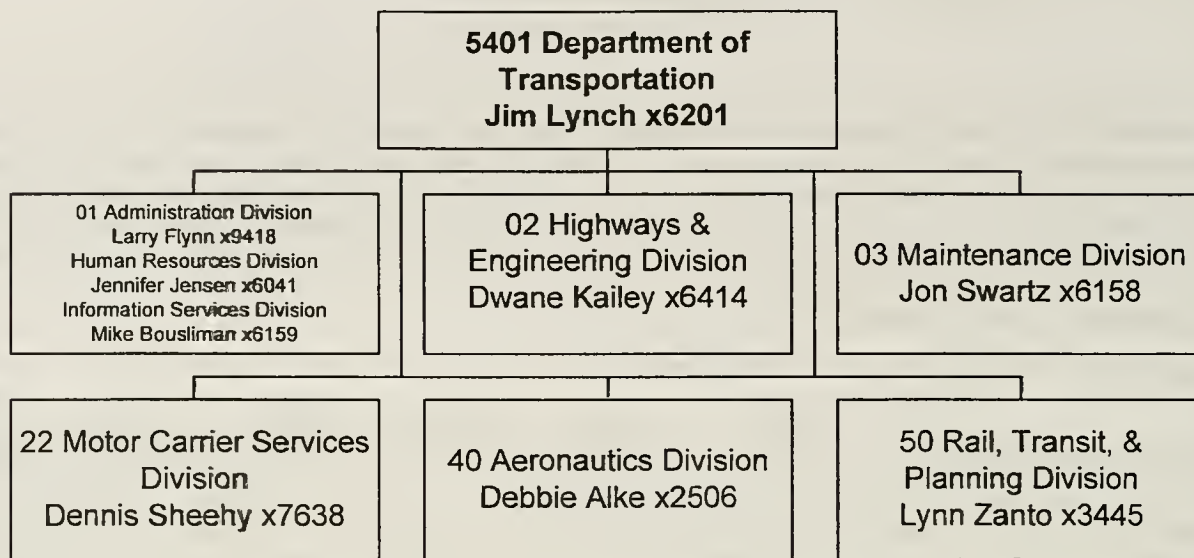 5401 Department of
Transportation
Jim Lynch x6201
01 Administration Division
Larry Flynn x9418
Human Resources Division
Jennifer Jensen x6041
Information Services Division
Mike Bousliman x6159
02 Highways &
Engineering Division
Dwane Kailey x6414
03 Maintenance Division
Jon Swartz x6158
22 Motor Carrier Services
Division
Dennis Sheehy x7638
40 Aeronautics Division
Debbie Alke x2506
50 Rail, Transit, &
Planning Division
Lynn Zanto x3445